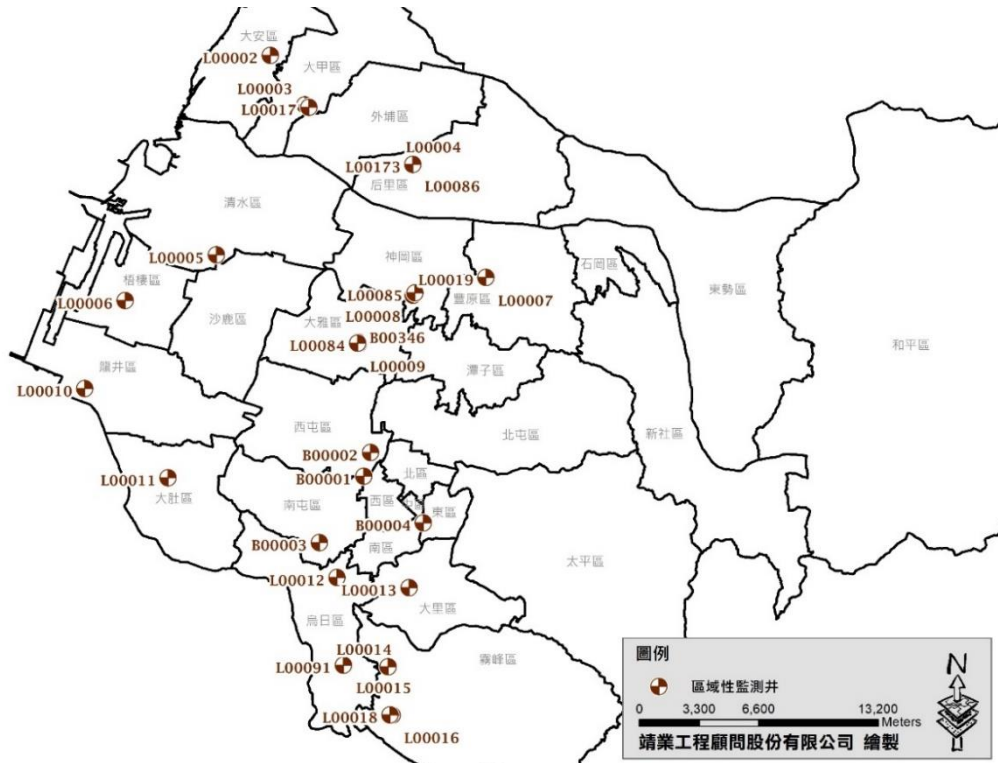 大安區
L00002
大甲區
L00003
L00017
外埔區
L00004
L00173
后里區
L00086
清水區
L00005
神岡區
石岡區
梧棲區
L00019
L00085
豐原區
L00007
東勢區
L00006
沙鹿區
大雅區
L00008
B00346
L00084
和平區
龍井區
L00009
潭子區
L00010
西屯區
北屯區
新社區
B00002
北區
L00011
B00001
大肚區
南屯區
西區
中區
東區
B00004
B00003
南區
太平區
L00012
L00013
大里區
烏日區
L00014
霧峰區
L00091
L00015
L00018
L00016
圖例
區域性監測井
0 3,300 6,600 13,200
Meters
靖業工程顧問股份有限公司 繪製
N